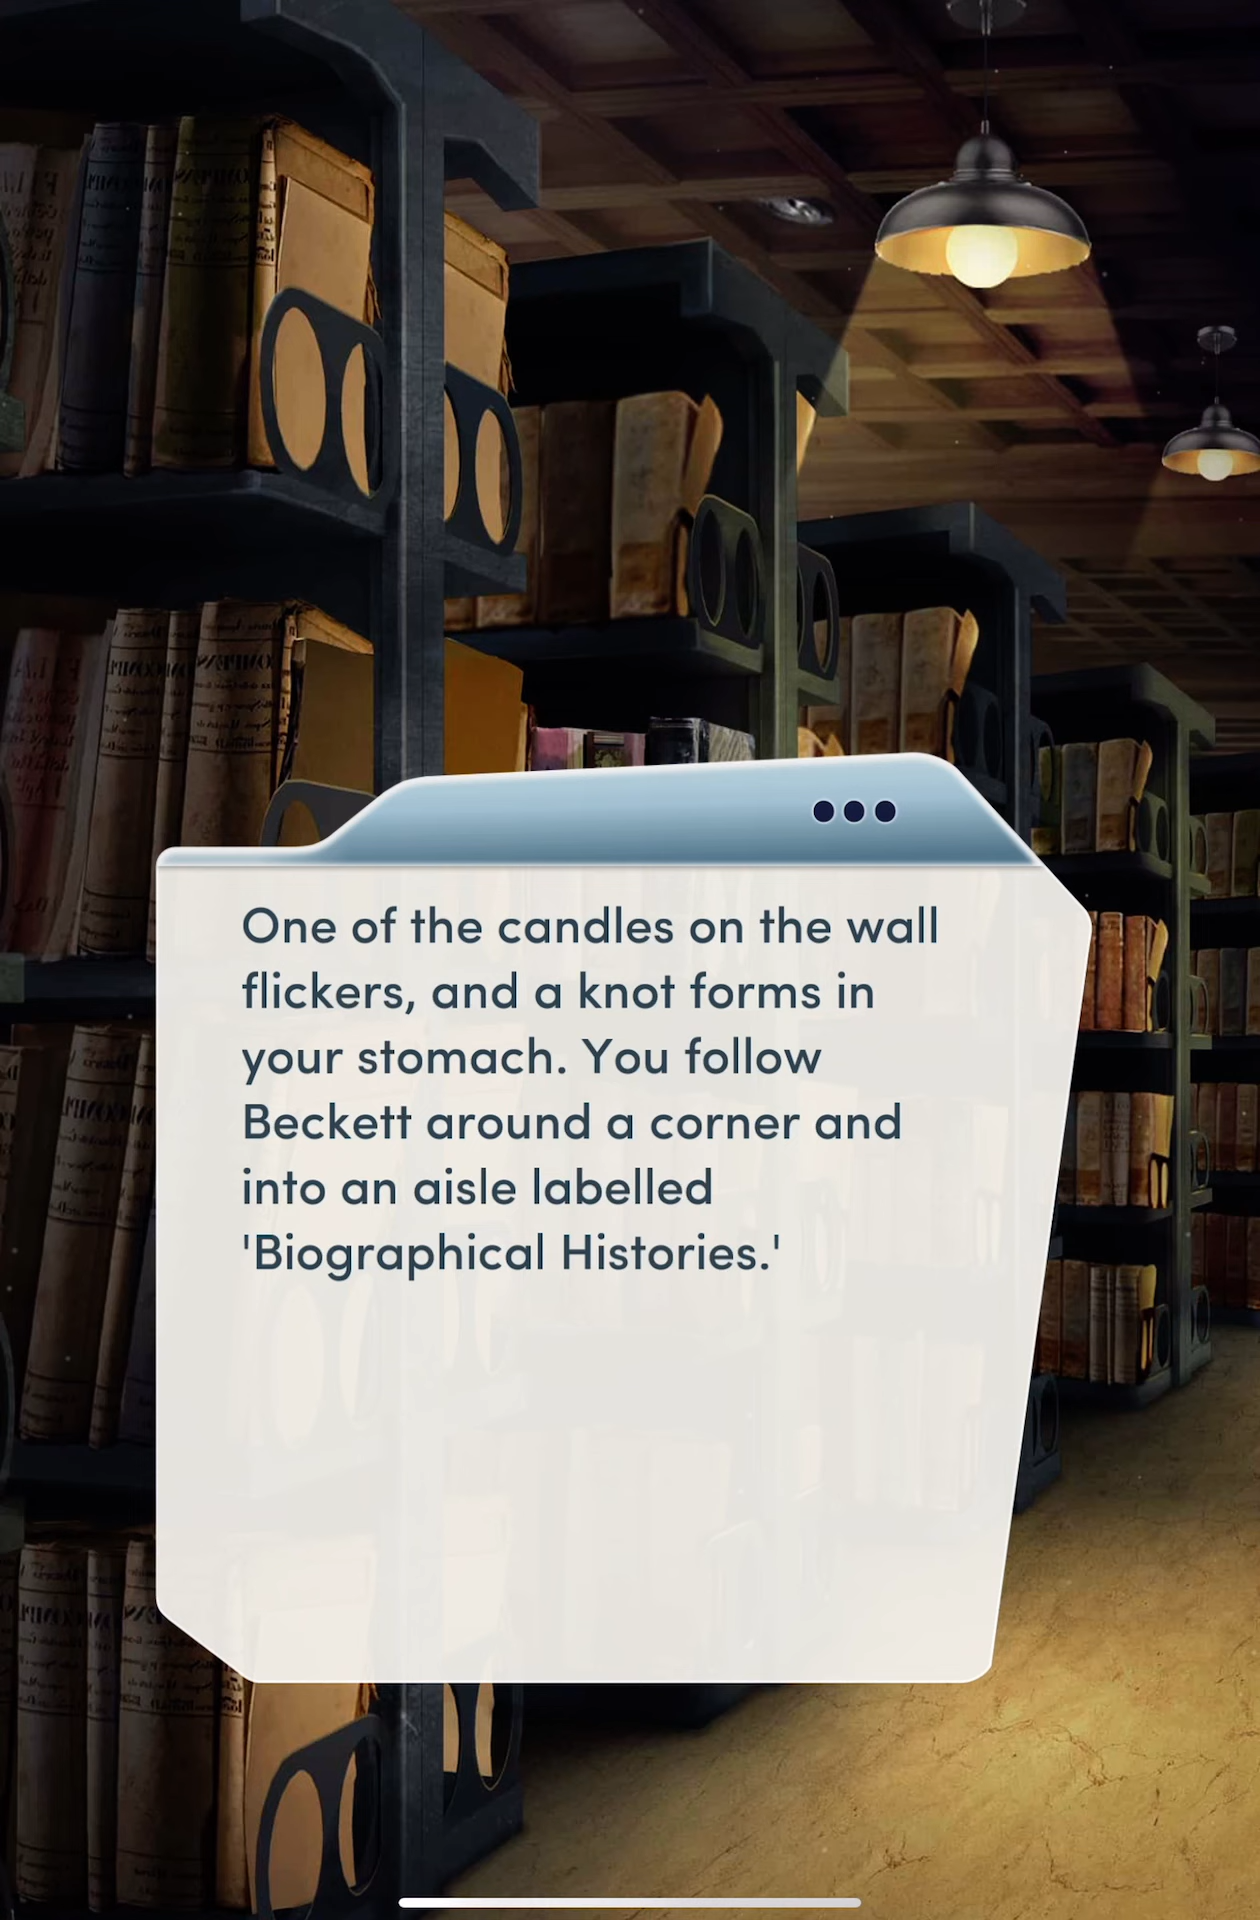 One of the candles on the wall
flickers, and a knot forms in
your stomach. You follow
Beckett around a corner and
into an aisle labelled
'Biographical Histories.'